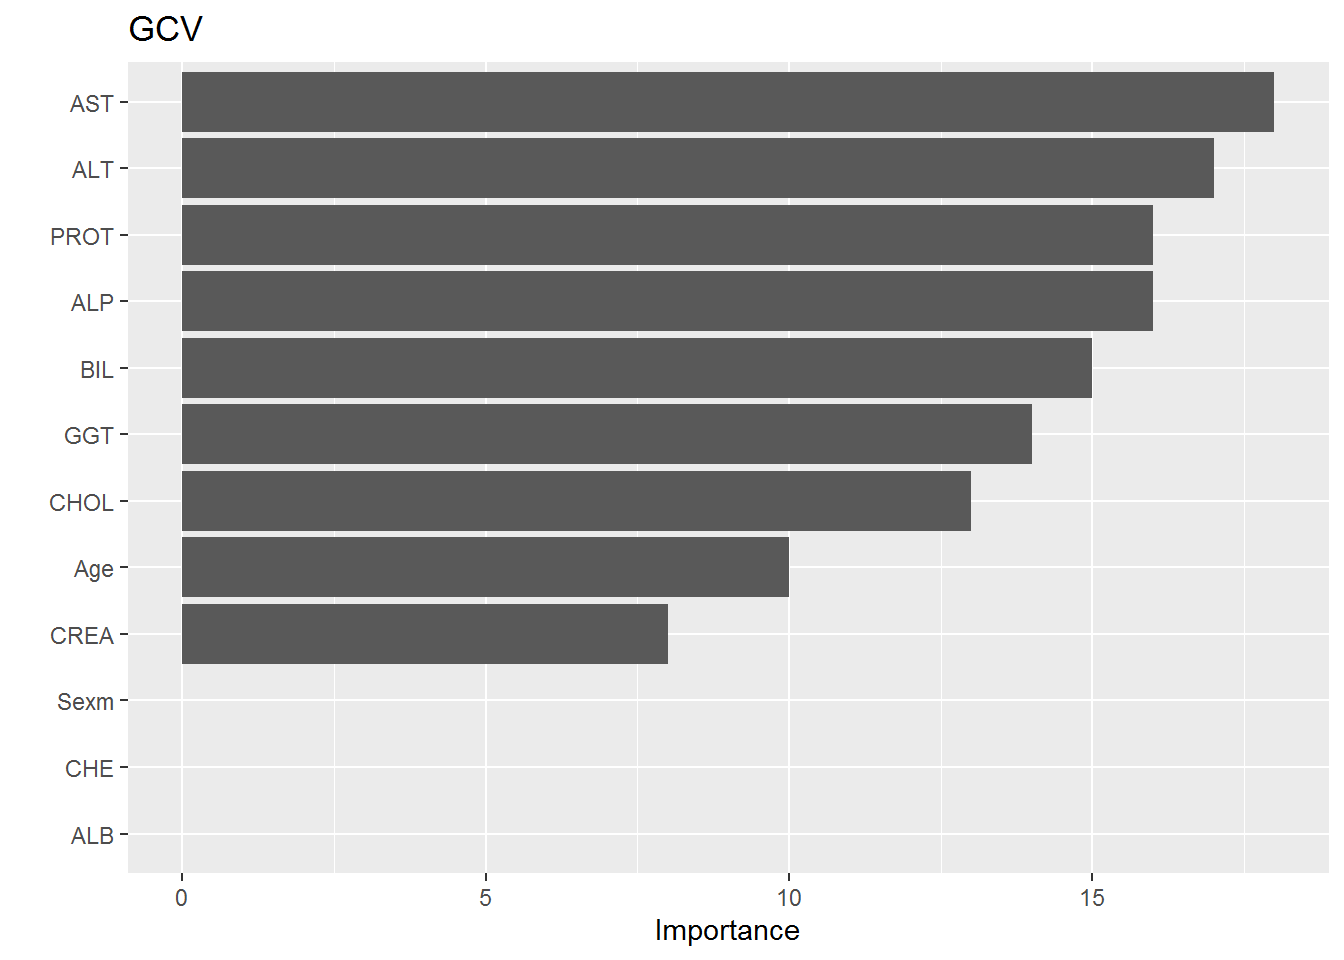 GCV
AST
ALT
PROT
ALP
BIL
GGT
CHOL
Age
CREA
Sexm
CHE
ALB
0 5 10 15
Importance